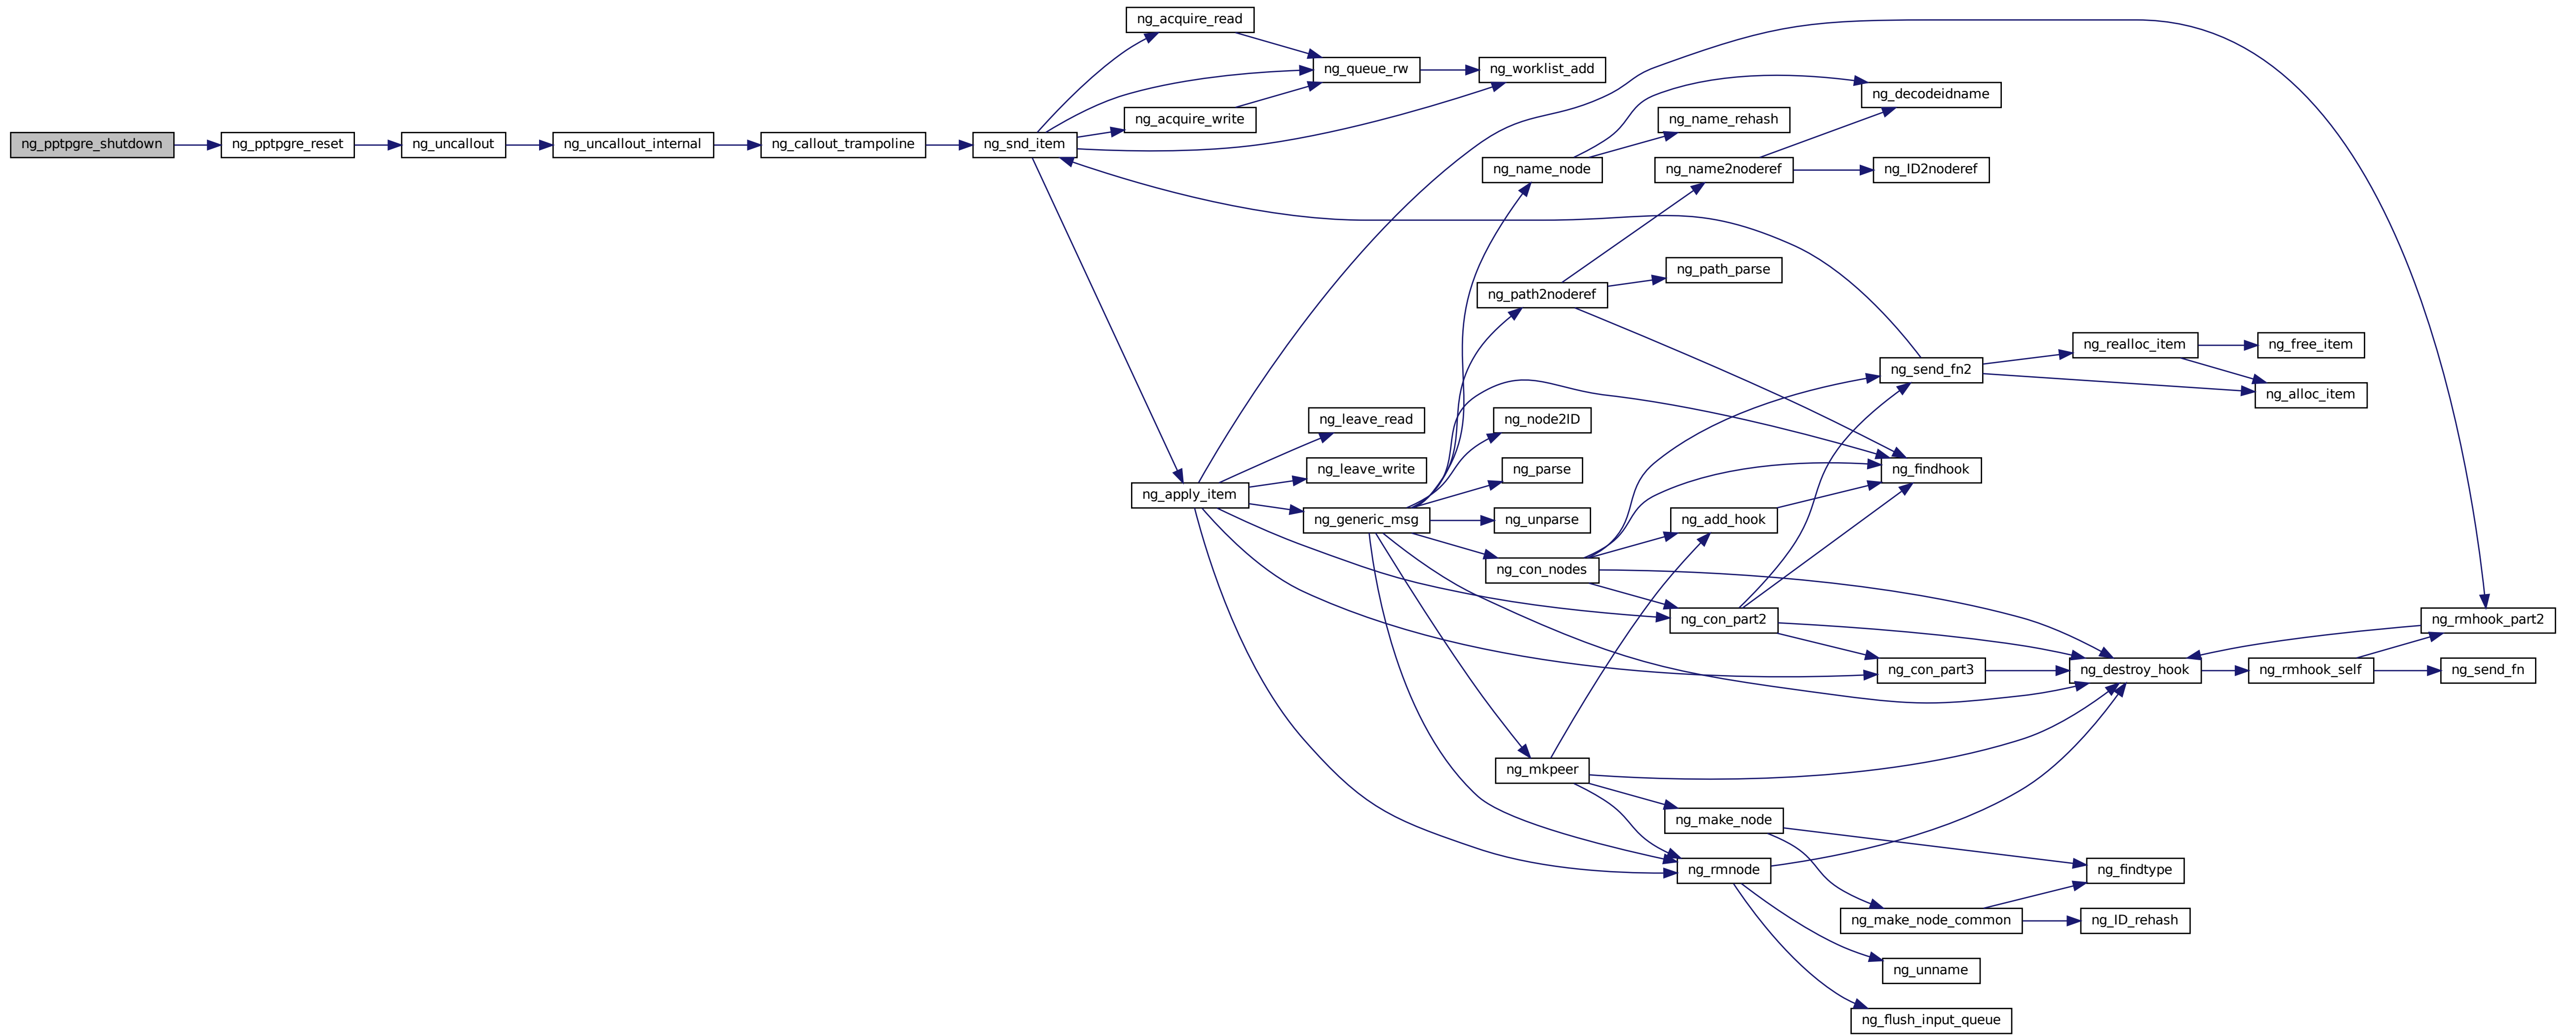 ng_pptpgre_shutdown
ng_pptpgre_reset
ng_uncallout
ng_uncallout_internal
ng_callout_trampoline
ng_snd_item
ng_acquire_read
ng_queue_rw
ng_acquire_write
ng_worklist_add
ng_decodeidname
ng_name_rehash
ng_name_node
ng_name2noderef
ng_ID2noderef
ng_path_parse
ng_path2noderef
ng_send_fn2
ng_realloc_item
ng_free_item
ng_alloc_item
ng_leave_read
ng_node2ID
ng_leave_write
ng_parse
ng_findhook
ng_apply_item
ng_generic_msg
ng_unparse
ng_add_hook
ng_con_nodes
ng_con_part2
ng_rmhook_part2
ng_con_part3
ng_destroy_hook
ng_rmhook_self
ng_send_fn
ng_mkpeer
ng_make_node
ng_rmnode
ng_findtype
ng_make_node_common
ng_ID_rehash
ng_unname
ng_flush_input_queue